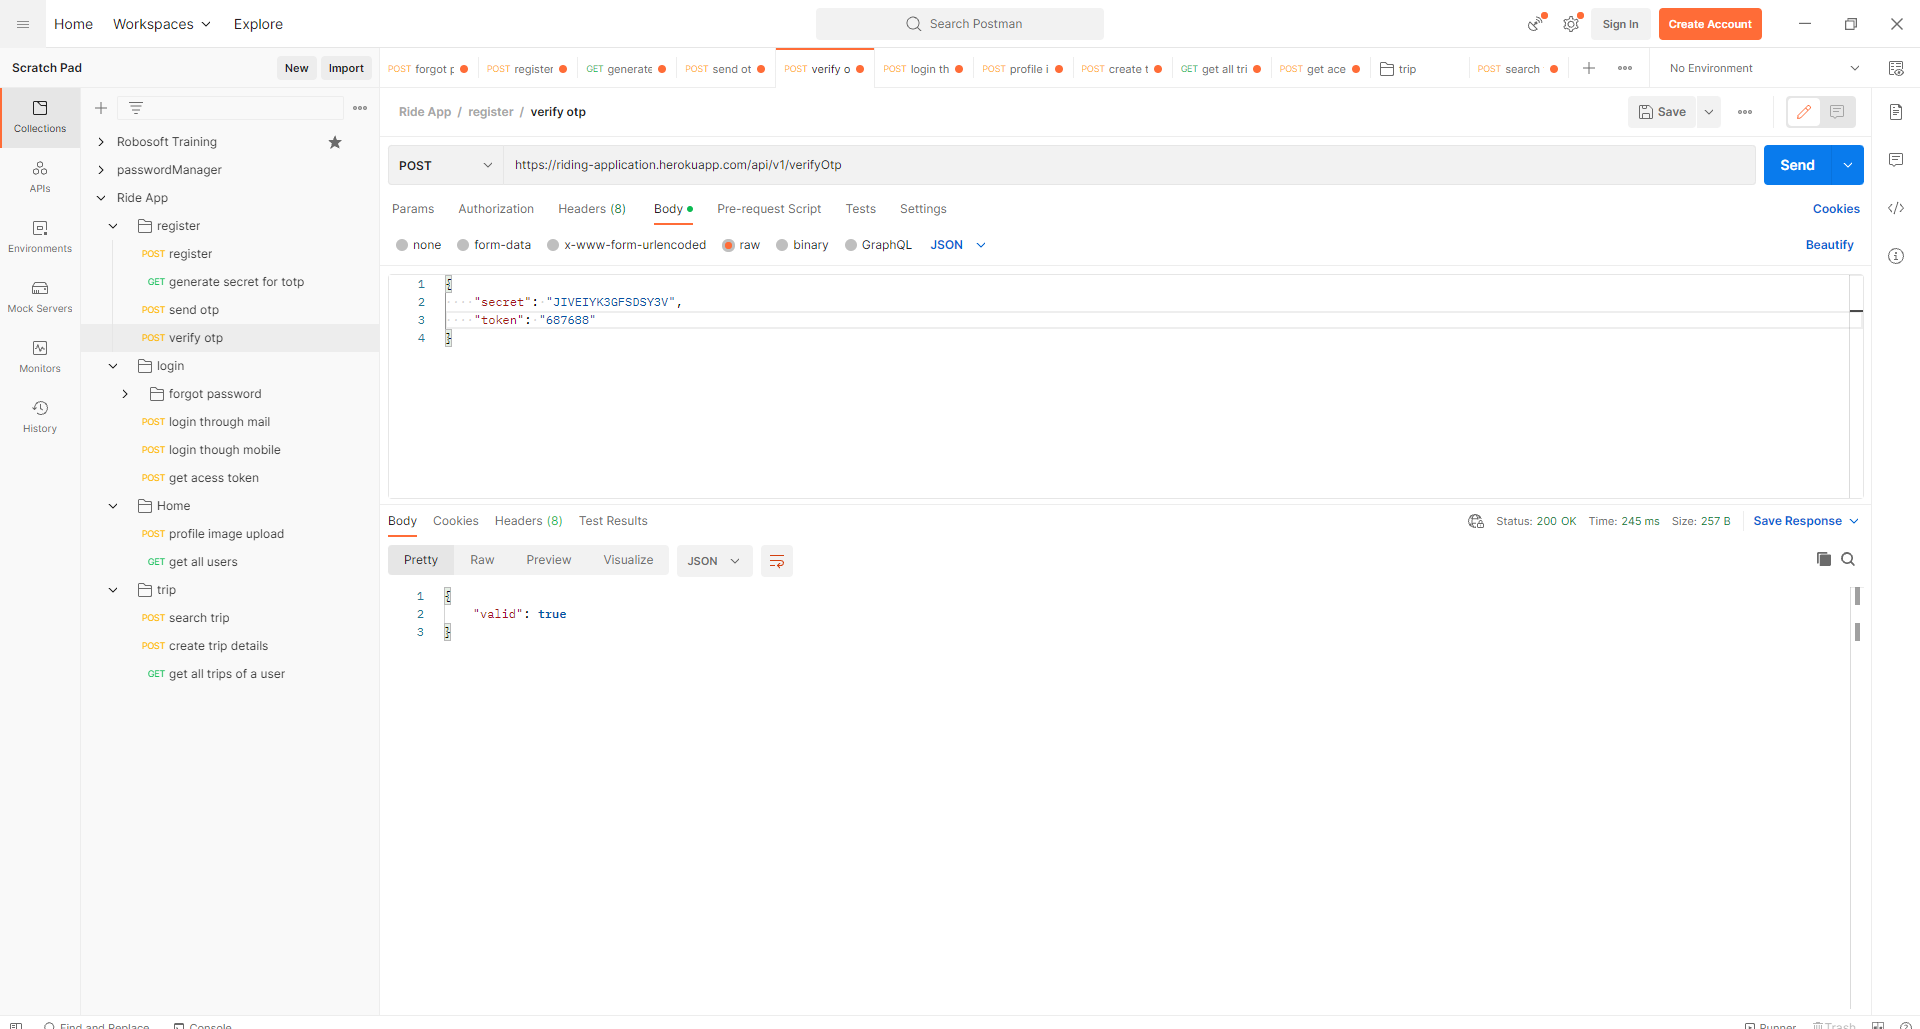 Home Workspaces Explore Search Postman Sign In Create Account
Scratch Pad New Import
POST forgot p POST register GET generate POST send ot POST verify o POST login th POST profile i POST create t GET get all tri POST get ace trip POST search No Environment
Collections
APIs
Environments
Mock Servers
Monitors
History
Robosoft Training
passwordManager
Ride App
register
POST register
GET generate secret for totp
POST send otp
POST verify otp
login
forgot password
POST login through mail
POST login though mobile
POST get acess token
Home
POST profile image upload
GET get all users
trip
POST search trip
POST create trip details
GET get all trips of a user
Ride App / register / verify otp Save
POST https://riding-application.herokuapp.com/api/v1/verifyOtp Send
Params Authorization Headers (8) Body Pre-request Script Tests Settings Cookies
none form-data x-www-form-urlencoded raw binary GraphQL JSON Beautify
1 {
2 "secret": "JIVEIYK3GFSDSY3V",
3 "token": "687688"
4 }
Body Cookies Headers (8) Test Results Status: 200 OK Time: 245 ms Size: 257 B Save Response
Pretty Raw Preview Visualize JSON
1 {
2 "valid": true
3 }
Find and Replace Console Runner Trash